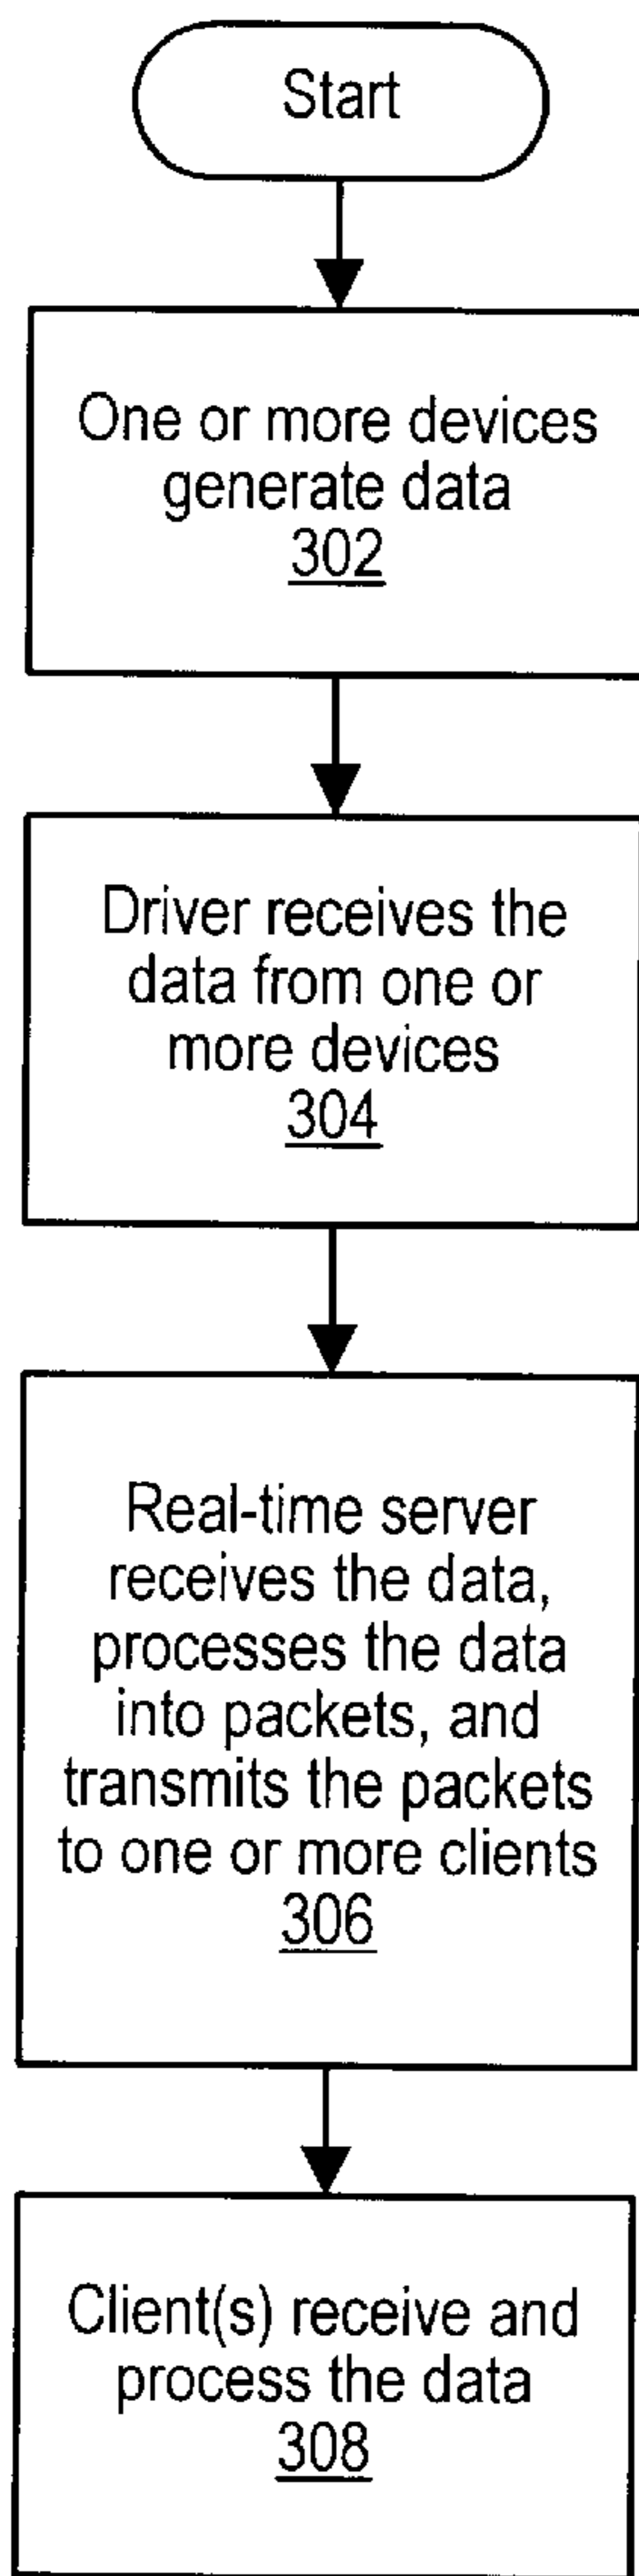 Start
One or more devices
generate data
302
Driver receives the
data from one or
more devices
304
Real-time server
receives the data,
processes the data
into packets, and
transmits the packets
to one or more clients
306
Client(s) receive and
process the data
308